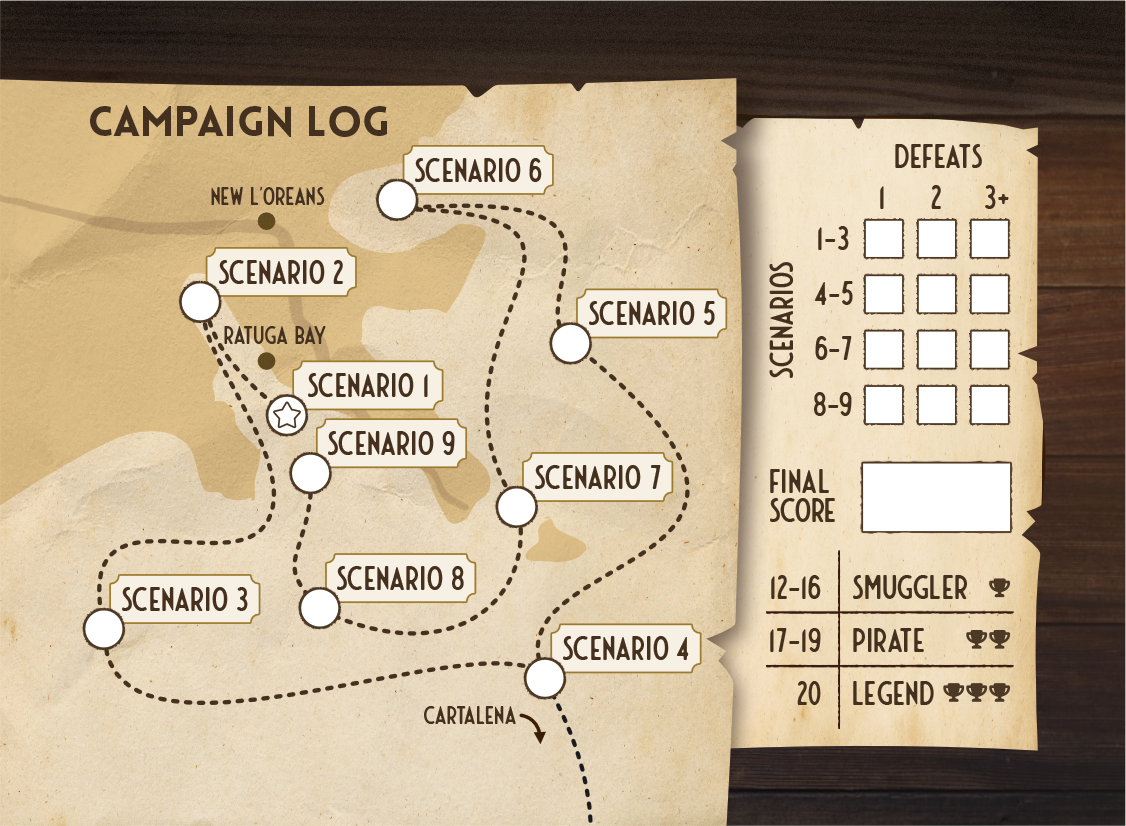 CAMPAIGN LOG
SCENARIO 6
NEW L'OREANS
SCENARIO 2
SCENARIO 5
RATUGA BAY
SCENARIO 1
SCENARIO 9
SCENARIO 7
SCENARIO 8
SCENARIO 3
SCENARIO 4
CARTALENA
DEFEATS
1 2 3+
SCENARIOS
1-3
4-5
6-7
8-9
FINAL
SCORE
12-16 SMUGGLER
17-19 PIRATE
20 LEGEND